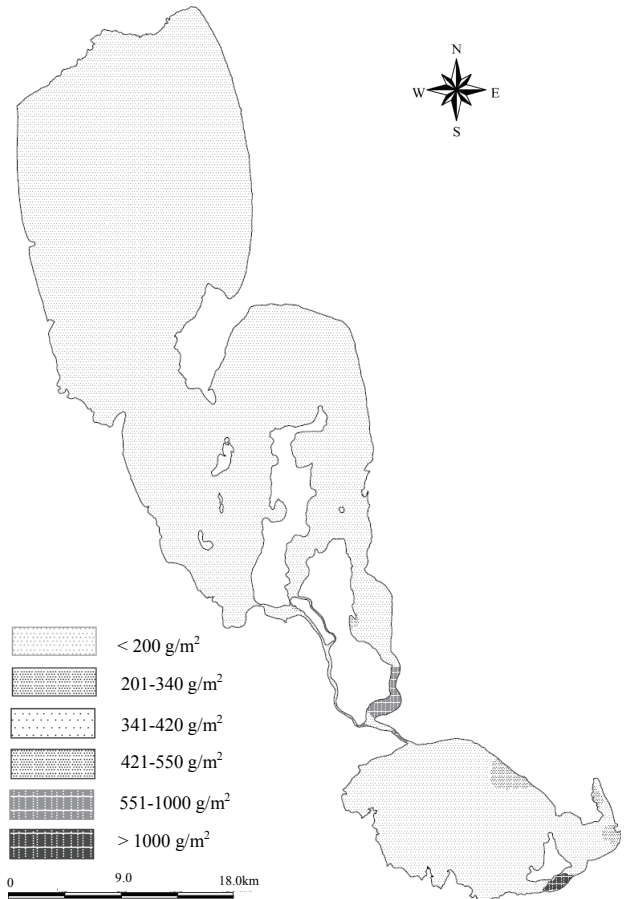 N
W E
S
< 200 g/m²
201-340 g/m²
341-420 g/m²
421-550 g/m²
551-1000 g/m²
> 1000 g/m²
0 9.0 18.0km